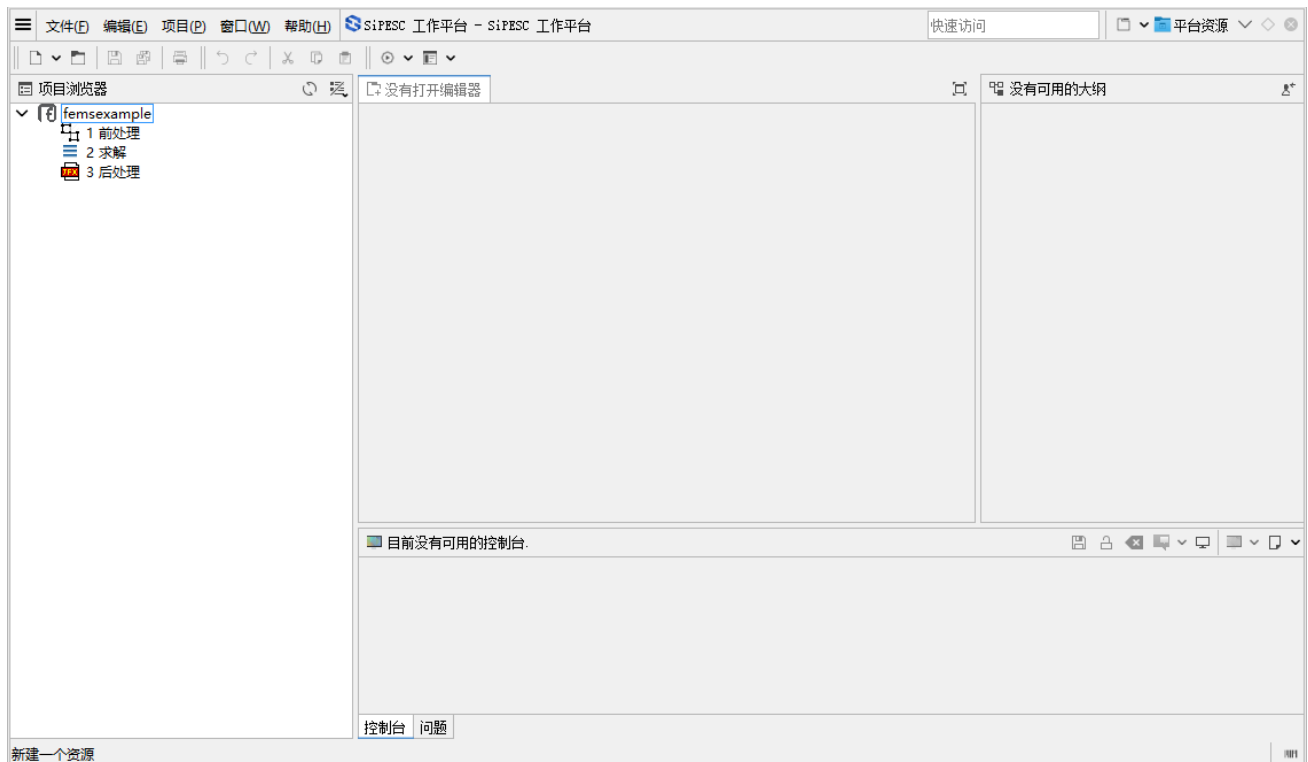 文件(F) 编辑(E) 项目(P) 窗口(W) 帮助(H) SiPESC 工作平台 - SiPESC 工作平台 快速访问 平台资源
项目浏览器 没有打开编辑器 没有可用的大纲
femsexample
1 前处理
2 求解
3 后处理
目前没有可用的控制台.
控制台 问题
新建一个资源